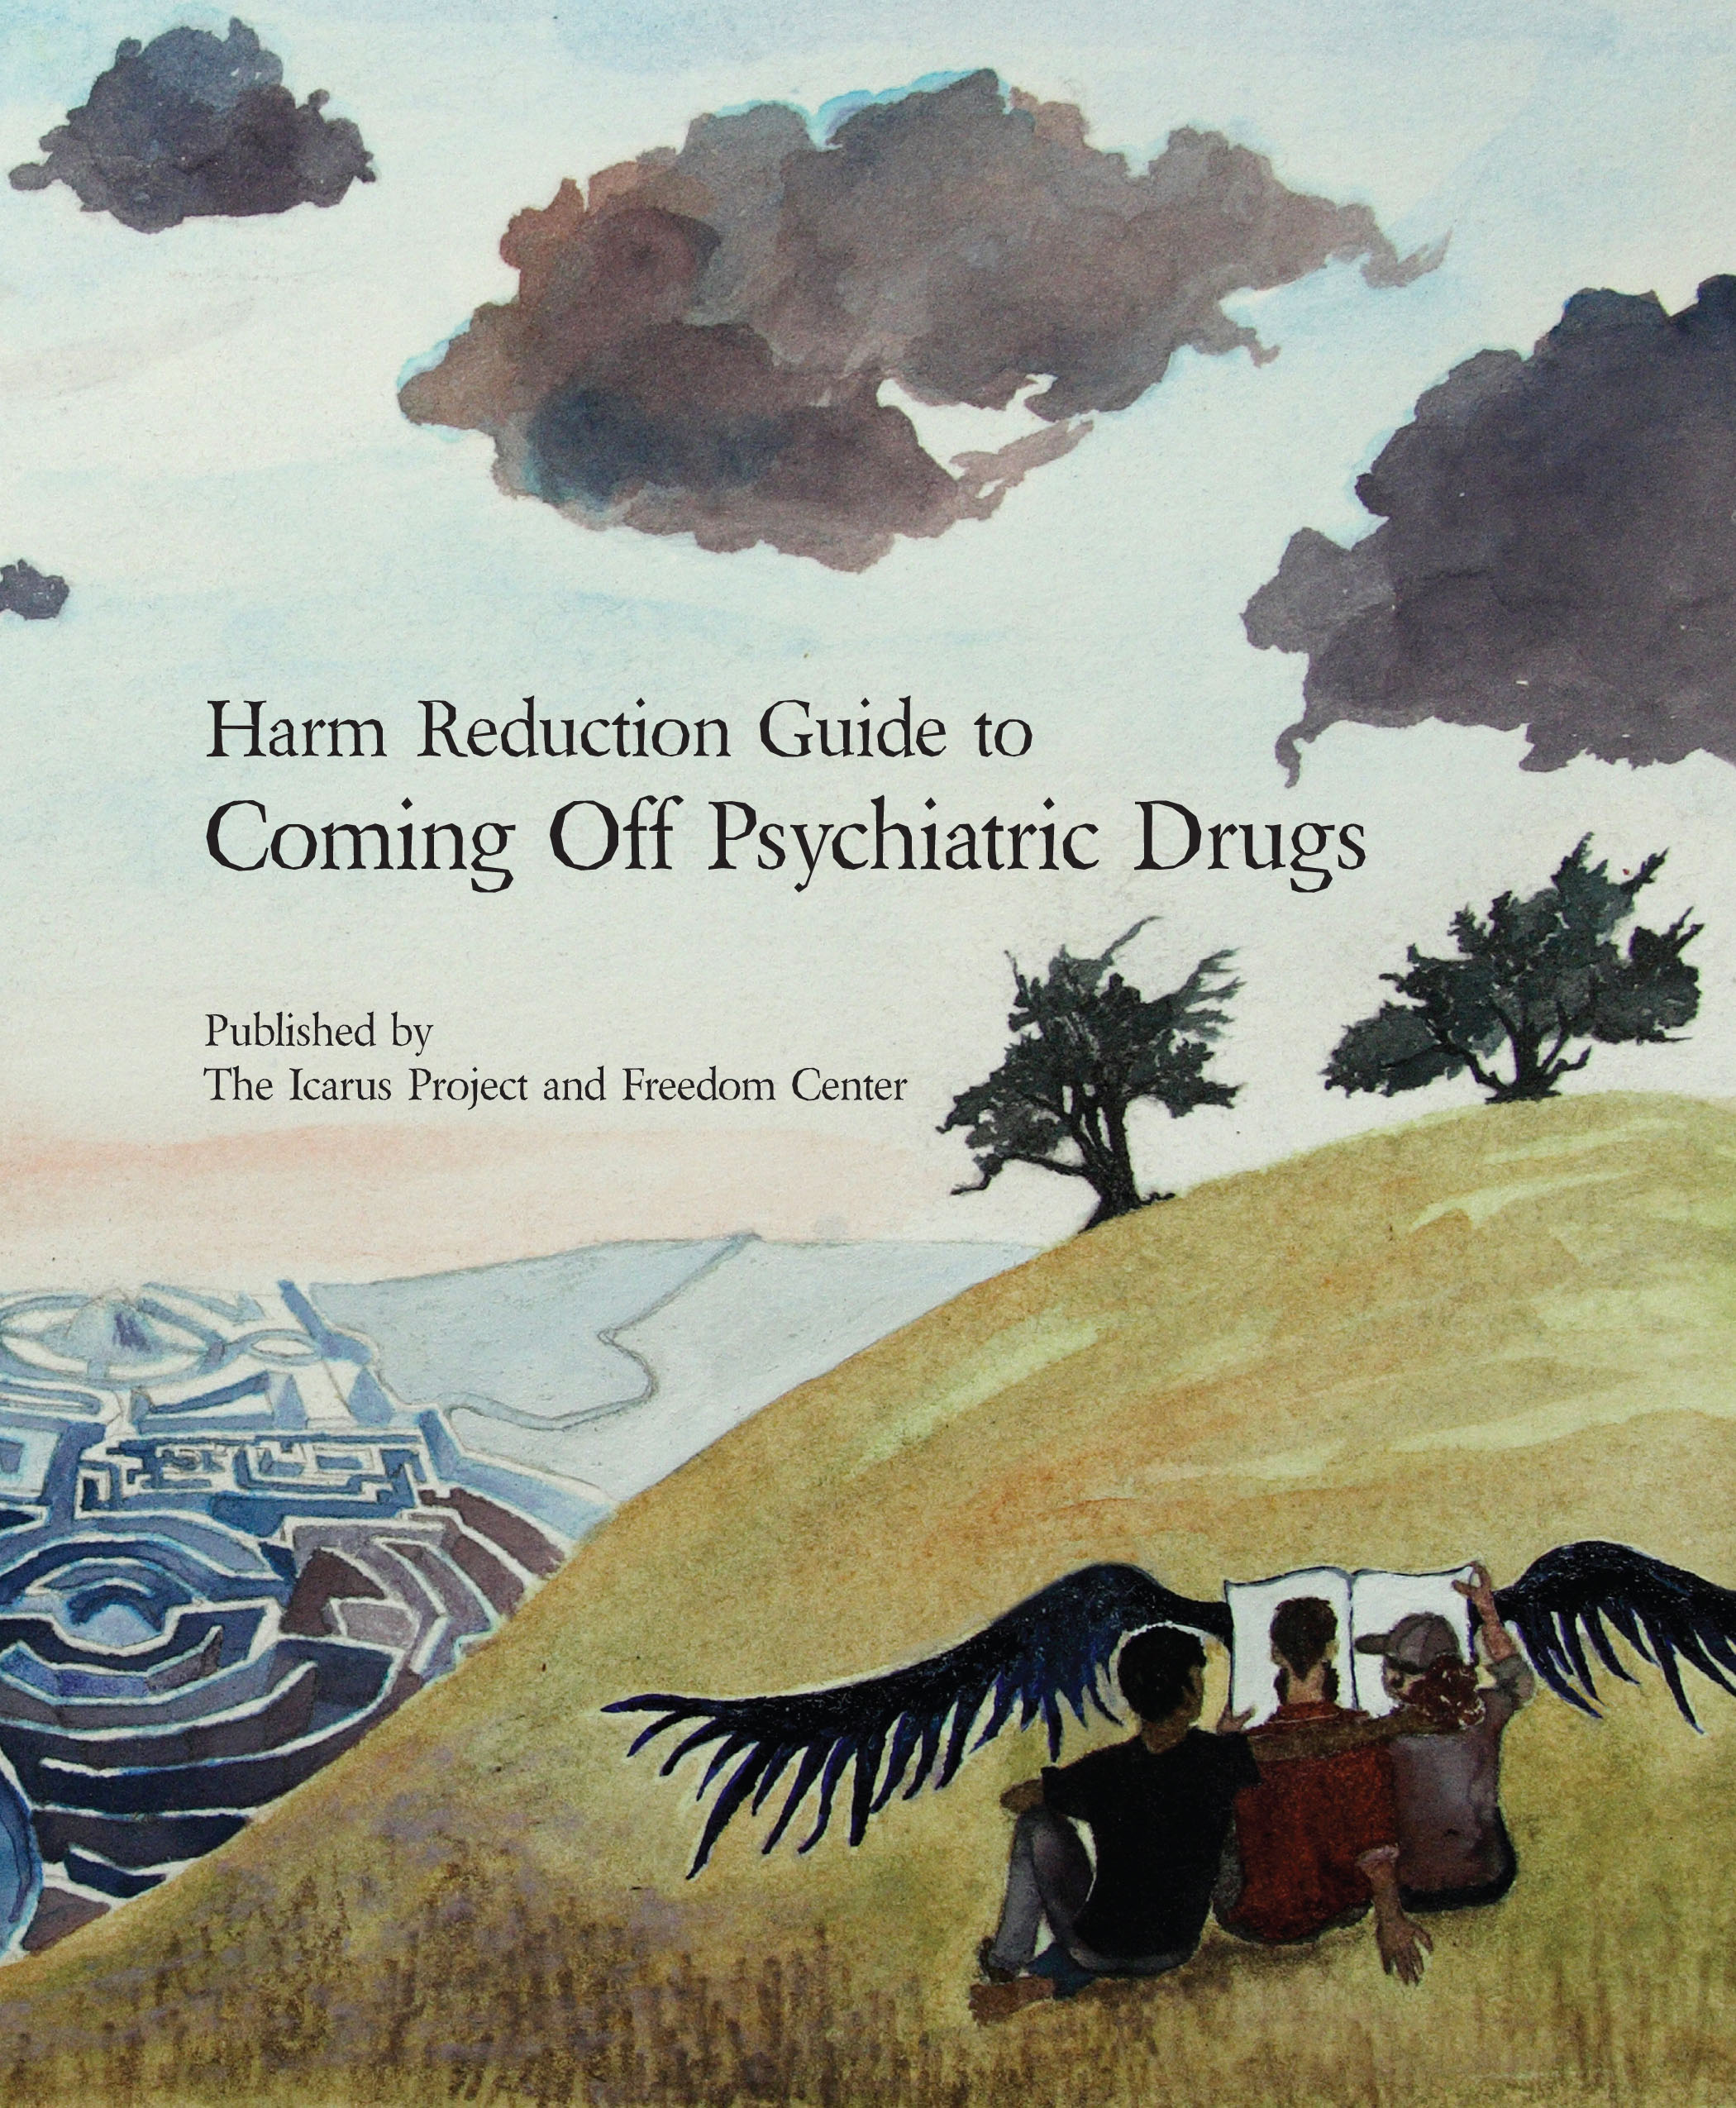 Harm Reduction Guide to
Coming Off Psychiatric Drugs
Published by
The Icarus Project and Freedom Center